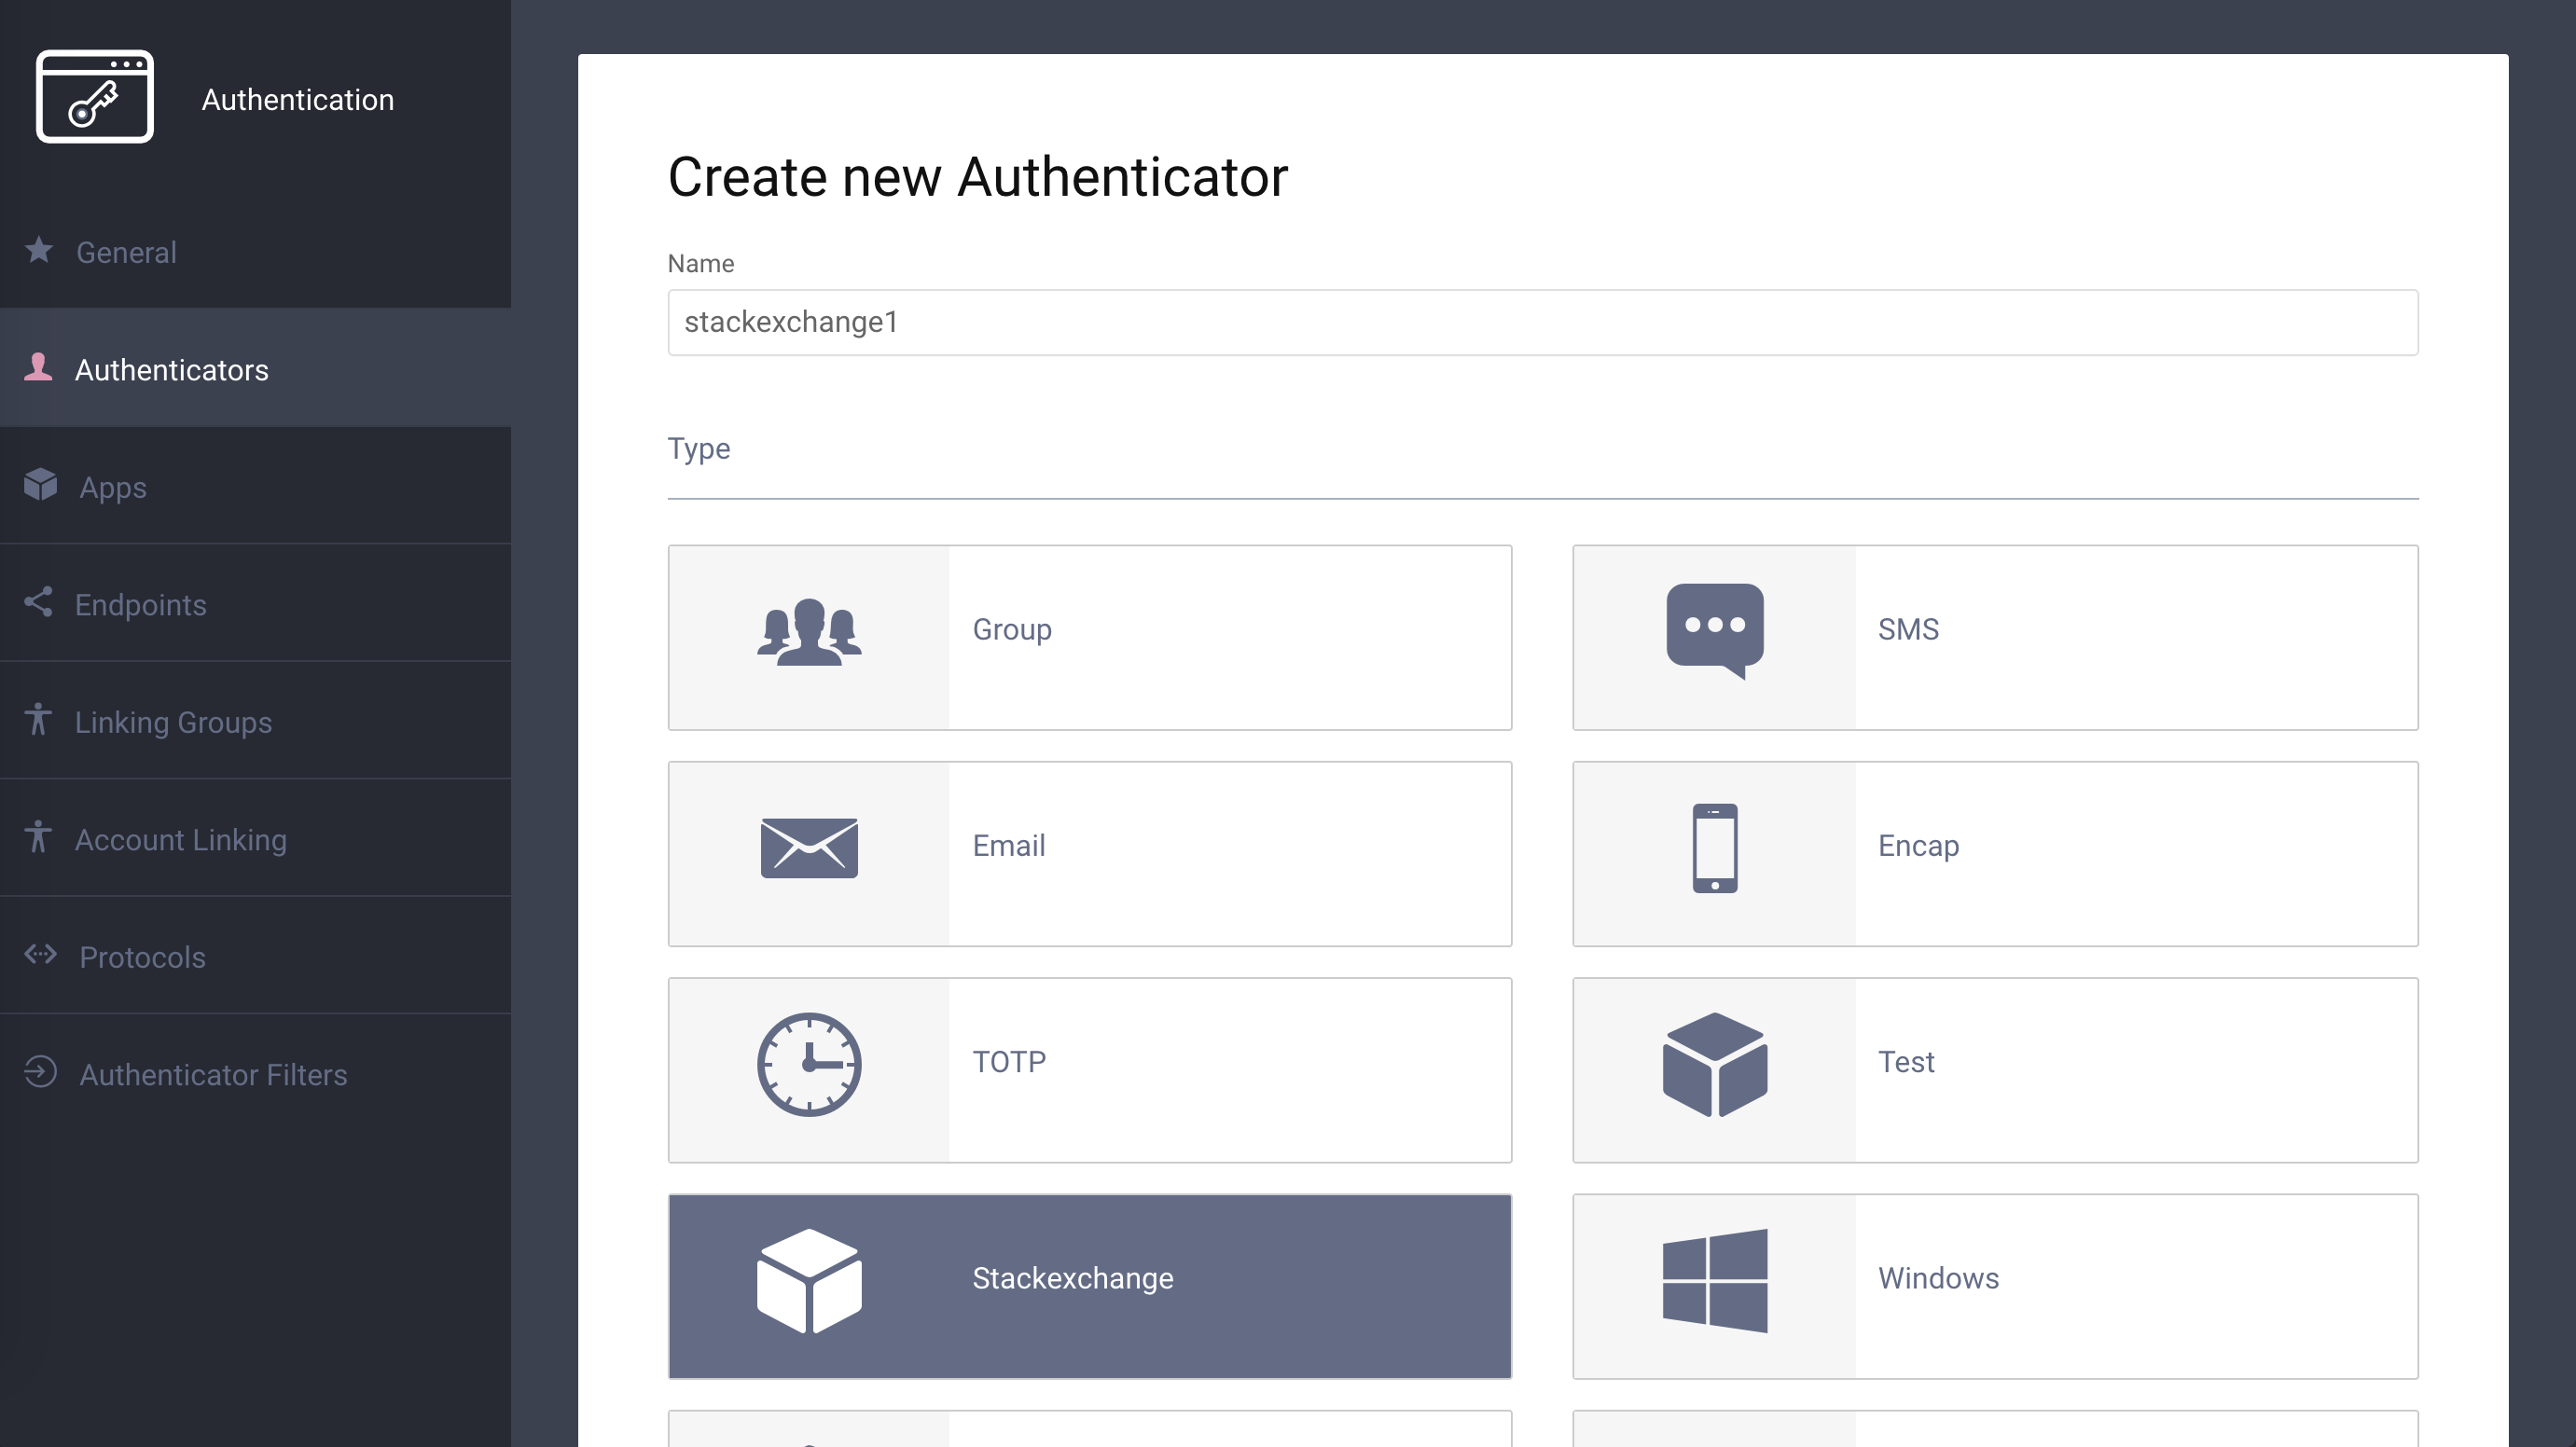 Authentication
General
Authenticators
Apps
Endpoints
Linking Groups
Account Linking
Protocols
Authenticator Filters
Create new Authenticator
Name
stackexchange1
Type
Group
SMS
Email
Encap
TOTP
Test
Stackexchange
Windows